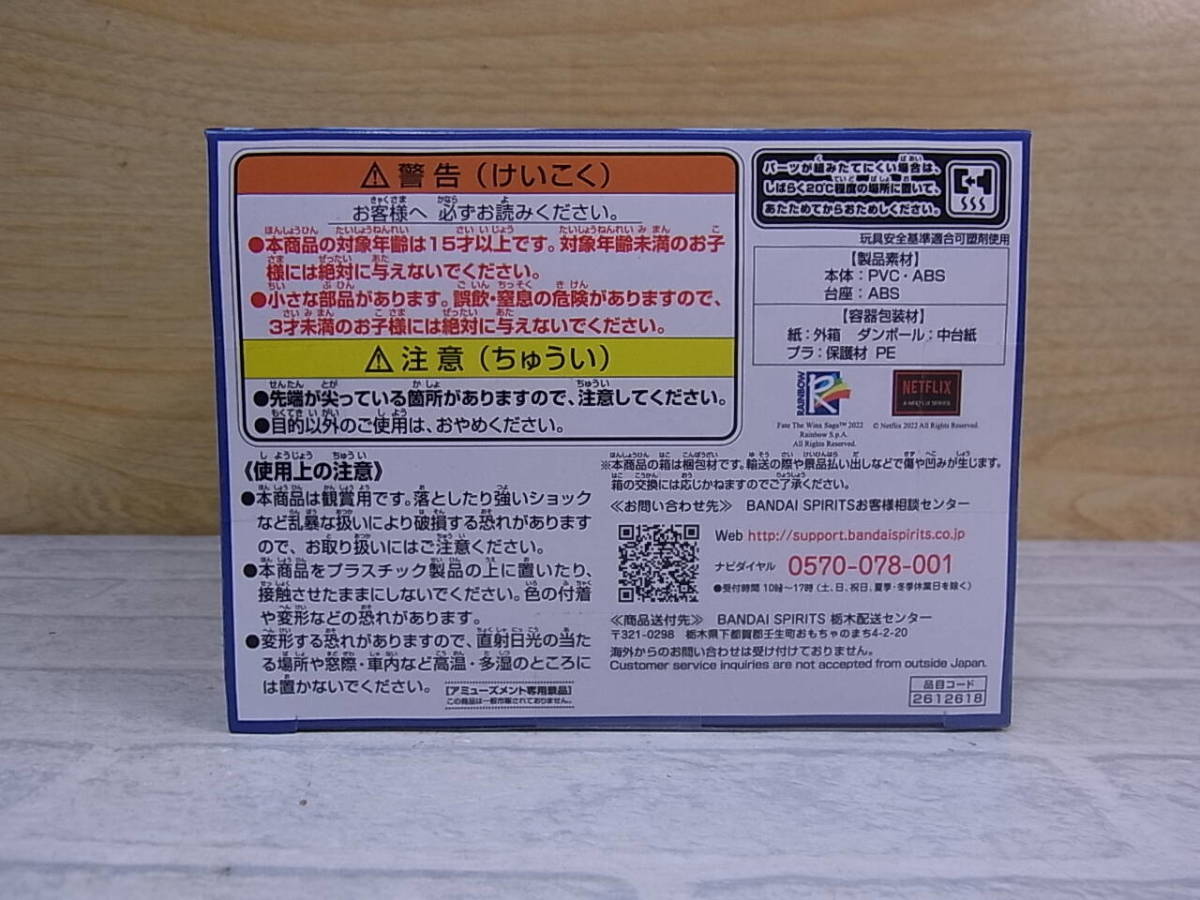 ⚠警告（けいこく）
お客様へ 必ずお読みください。
●本商品の対象年齢は15才以上です。対象年齢未満のお子
様には絶対に与えないでください。
●小さな部品があります。誤飲・窒息の危険がありますので、
3才未満のお子様には絶対に与えないでください。
⚠注意（ちゅうい）
●先端が尖っている箇所がありますので、注意してください。
●目的以外のご使用は、おやめください。
《使用上の注意》
●本商品は観賞用です。落としたり強いショック
など乱暴な扱いにより破損する恐れがあります
ので、お取り扱いにはご注意ください。
●本商品をプラスチック製品の上に置いたり、
接触させたままにしないでください。色の付着
や変形などの恐れがあります。
●変形する恐れがありますので、直射日光の当た
る場所や窓際・車内など高温・多湿のところに
は置かないでください。
[アミューズメント専用景品]
この商品は一般市販されておりません。
パーツが組みたてにくい場合は、
しばらく20℃程度の場所に置いて、
あたためてからおためしください。
玩具安全基準適合可塑剤使用
【製品素材】
本体：PVC・ABS
台座：ABS
【容器包装材】
紙：外箱 ダンボール：中台紙
プラ：保護材 PE
RAINBOW
NETFLIX
A NETFLIX SERIES
Fate The Winx Saga™ 2022
Rainbow S.p.A.
All Rights Reserved.
© Netflix 2022 All Rights Reserved.
※本商品の箱は梱包材です。輸送の際や景品払い出しなどで傷や凹みが生じます。
箱の交換には応じかねますのでご了承ください。
≪お問い合わせ先≫ BANDAI SPIRITSお客様相談センター
Web http://support.bandaispirits.co.jp
ナビダイヤル 0570-078-001
●受付時間 10時〜17時（土、日、祝日、夏季・冬季休業日を除く）
≪商品送付先≫ BANDAI SPIRITS 栃木配送センター
〒321-0298 栃木県下都賀郡壬生町おもちゃのまち4-2-20
海外からのお問い合わせは受け付けておりません。
Customer service inquiries are not accepted from outside Japan.
品目コード
2612618